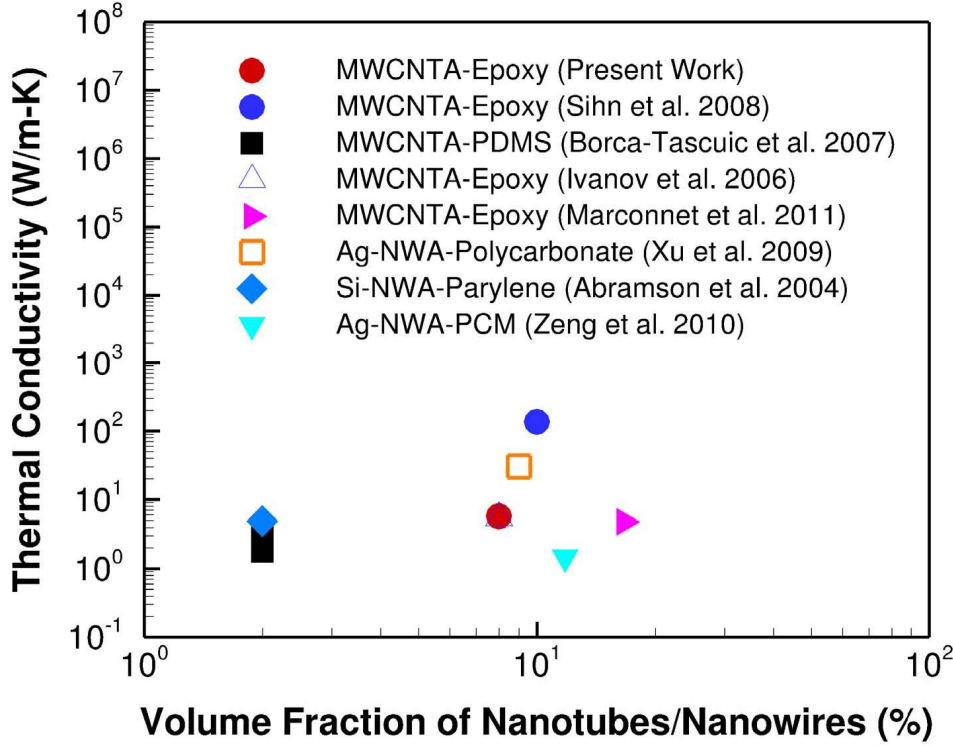 Thermal Conductivity (W/m-K)
10^8
10^7
10^6
10^5
10^4
10^3
10^2
10^1
10^0
10^-1
MWCNTA-Epoxy (Present Work)
MWCNTA-Epoxy (Sihn et al. 2008)
MWCNTA-PDMS (Borca-Tascuic et al. 2007)
MWCNTA-Epoxy (Ivanov et al. 2006)
MWCNTA-Epoxy (Marconnet et al. 2011)
Ag-NWA-Polycarbonate (Xu et al. 2009)
Si-NWA-Parylene (Abramson et al. 2004)
Ag-NWA-PCM (Zeng et al. 2010)
10^0 10^1 10^2
Volume Fraction of Nanotubes/Nanowires (%)